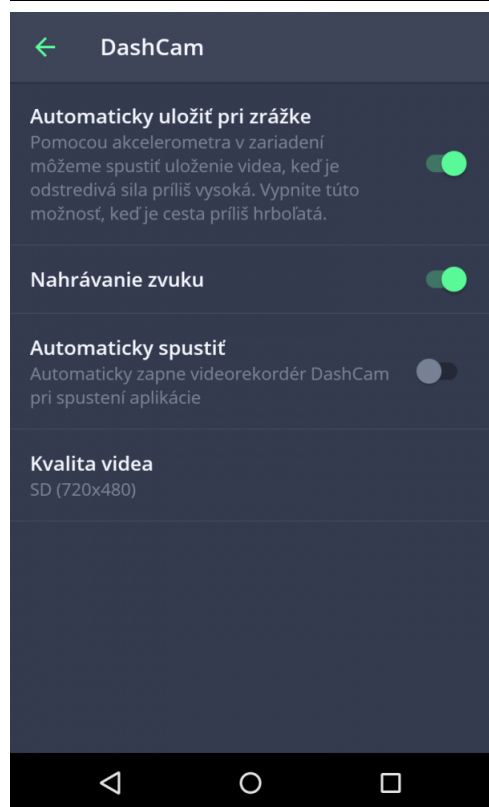 DashCam
Automaticky uložiť pri zrážke
Pomocou akcelerometra v zariadení
môžeme spustiť uloženie videa, keď je
odstredivá sila príliš vysoká. Vypnite túto
možnosť, keď je cesta príliš hrboľatá.
Nahrávanie zvuku
Automaticky spustiť
Automaticky zapne videorekordér DashCam
pri spustení aplikácie
Kvalita videa
SD (720x480)